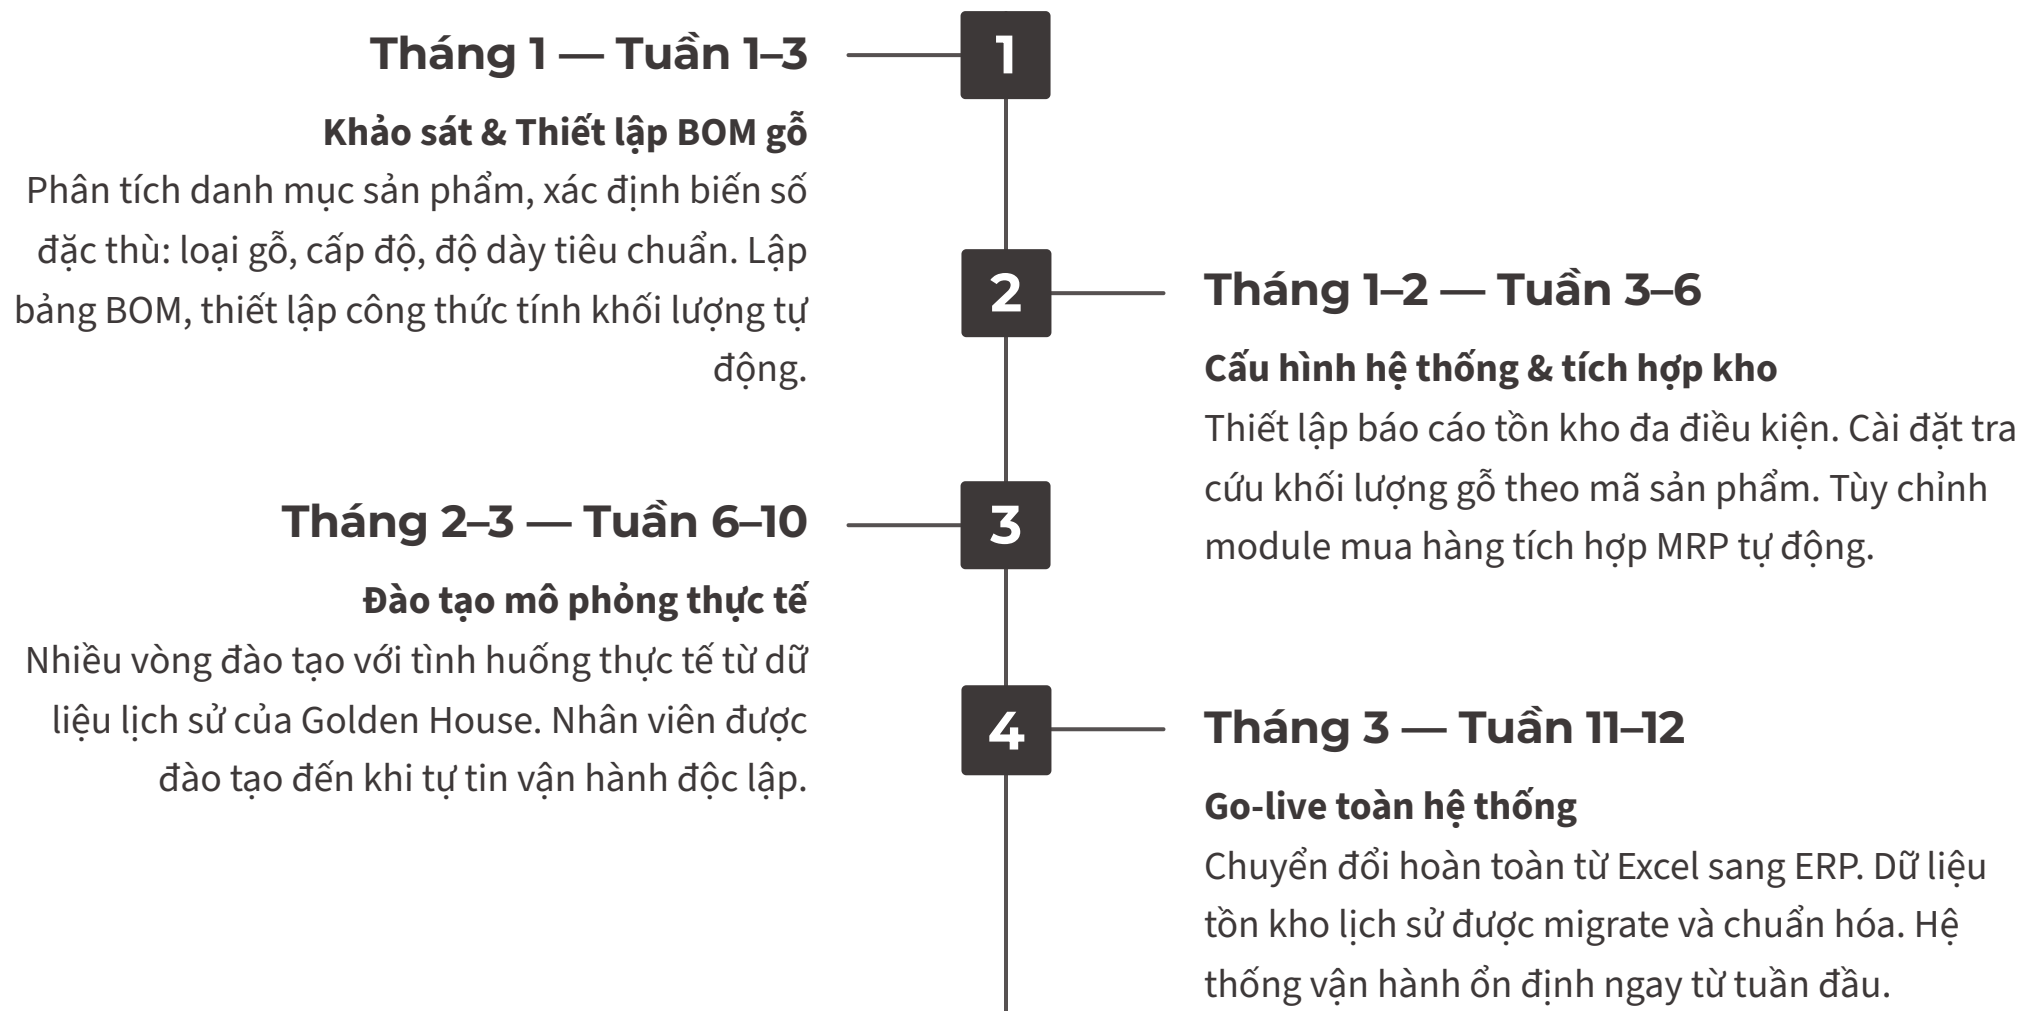 1
Tháng 1 — Tuần 1–3
Khảo sát & Thiết lập BOM gỗ
Phân tích danh mục sản phẩm, xác định biến số
đặc thù: loại gỗ, cấp độ, độ dày tiêu chuẩn. Lập
bảng BOM, thiết lập công thức tính khối lượng tự
động.
2
Tháng 1–2 — Tuần 3–6
Cấu hình hệ thống & tích hợp kho
Thiết lập báo cáo tồn kho đa điều kiện. Cài đặt tra
cứu khối lượng gỗ theo mã sản phẩm. Tùy chỉnh
module mua hàng tích hợp MRP tự động.
3
Tháng 2–3 — Tuần 6–10
Đào tạo mô phỏng thực tế
Nhiều vòng đào tạo với tình huống thực tế từ dữ
liệu lịch sử của Golden House. Nhân viên được
đào tạo đến khi tự tin vận hành độc lập.
4
Tháng 3 — Tuần 11–12
Go-live toàn hệ thống
Chuyển đổi hoàn toàn từ Excel sang ERP. Dữ liệu
tồn kho lịch sử được migrate và chuẩn hóa. Hệ
thống vận hành ổn định ngay từ tuần đầu.